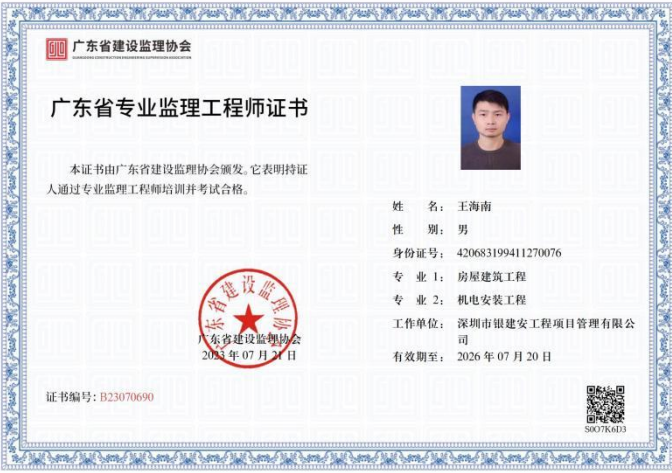 广东省建设监理协会
GUANGDONG CONSTRUCTION ENGINEERING SUPERVISION ASSOCIATION
广东省专业监理工程师证书
本证书由广东省建设监理协会颁发。它表明持证
人通过专业监理工程师培训并考试合格。
姓 名: 王海南
性 别: 男
身份证号: 420683199411270076
专 业 1: 房屋建筑工程
专 业 2: 机电安装工程
工作单位: 深圳市银建安工程项目管理有限公
司
有效期至: 2026 年 07 月 20 日
广东省建设监理协会
广东省建设监理协会
2023 年 07 月 21 日
证书编号: B23070690
S0O7K6D3